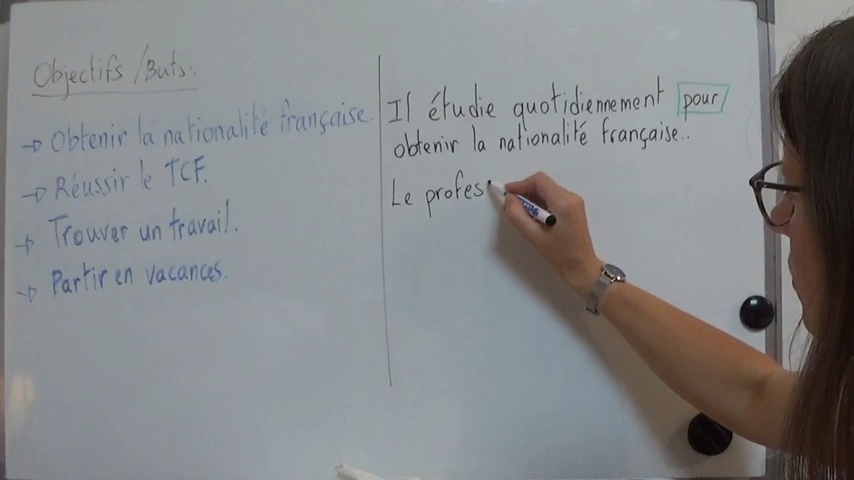 Objectifs /Buts:
→ Obtenir la nationalité française.
→ Réussir le TCF.
→ Trouver un travail.
→ Partir en vacances.
Il étudie quotidiennement pour
obtenir la nationalité française..
Le profes